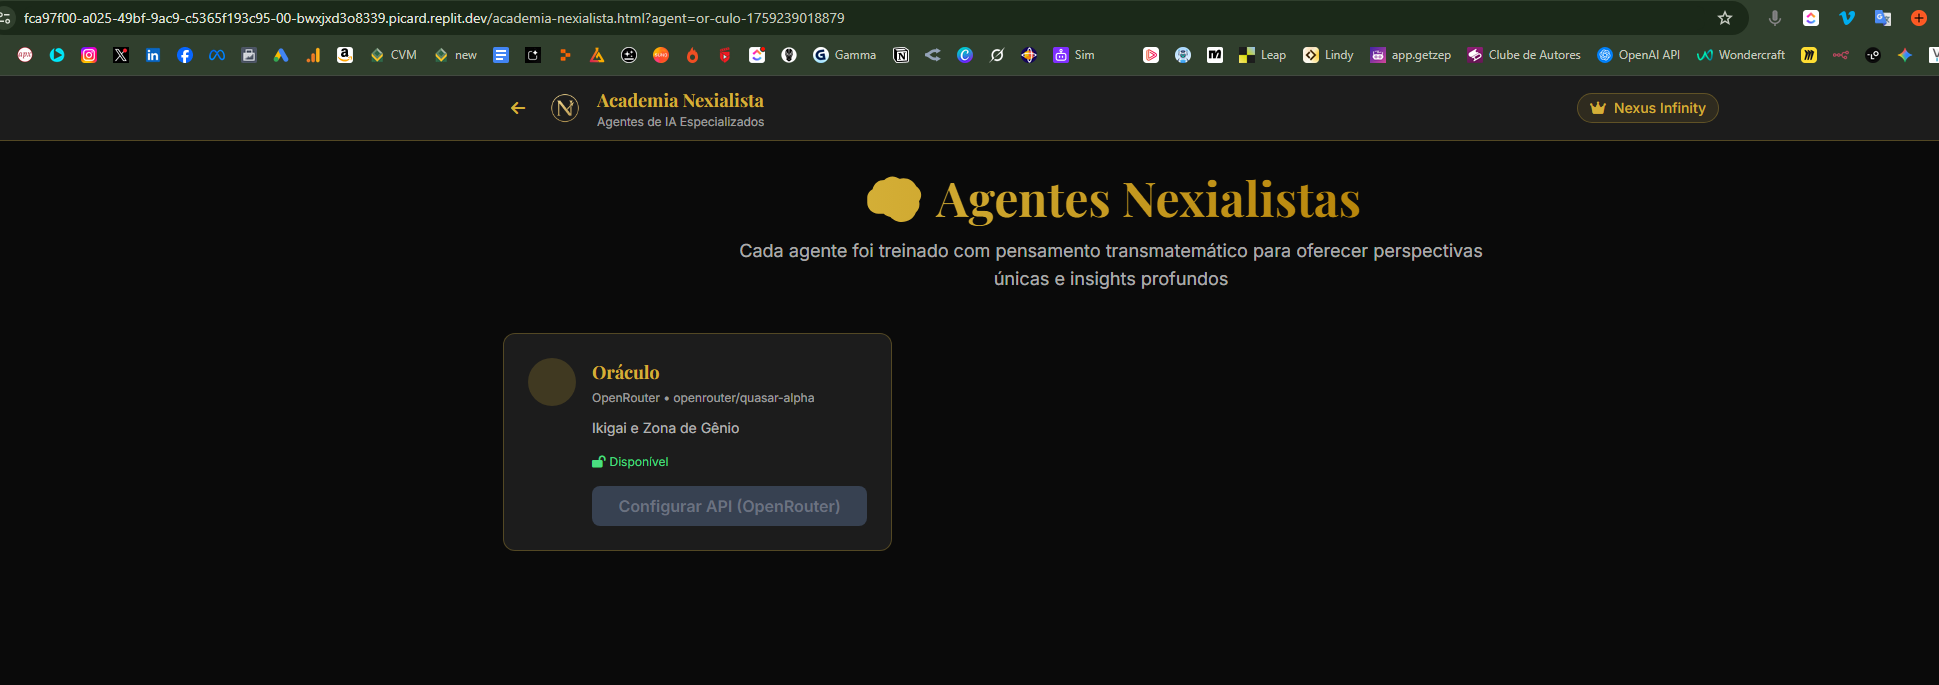 fca97f00-a025-49bf-9ac9-c5365f193c95-00-bwxjxd3o8339.picard.replit.dev/academia-nexialista.html?agent=or-culo-1759239018879
CVM new Gamma Sim Leap Lindy app.getzep Clube de Autores OpenAI API Wondercraft
Academia Nexialista
Agentes de IA Especializados
Nexus Infinity
Agentes Nexialistas
Cada agente foi treinado com pensamento transmatemático para oferecer perspectivas
únicas e insights profundos
Oráculo
OpenRouter • openrouter/quasar-alpha
Ikigai e Zona de Gênio
Disponível
Configurar API (OpenRouter)